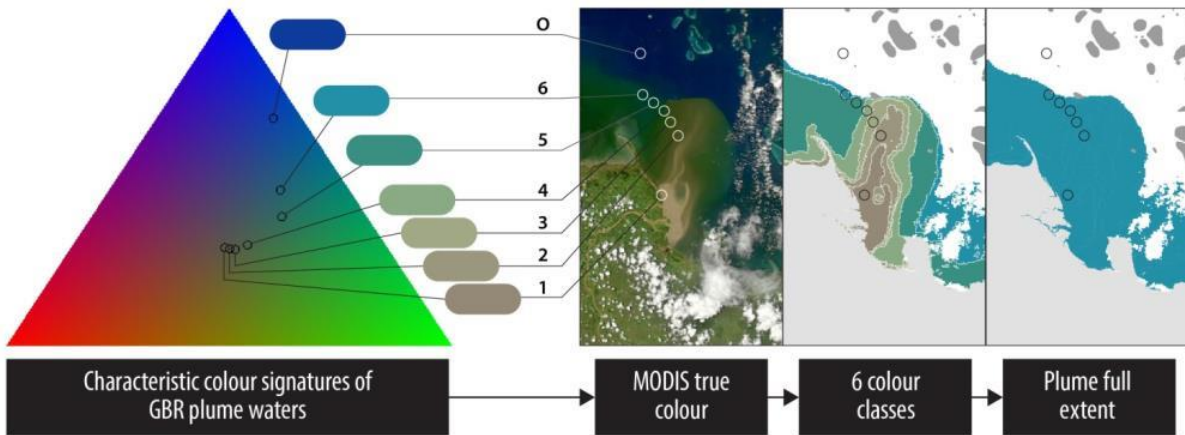 O
6
5
4
3
2
1
Characteristic colour signatures of
GBR plume waters
MODIS true
colour
6 colour
classes
Plume full
extent